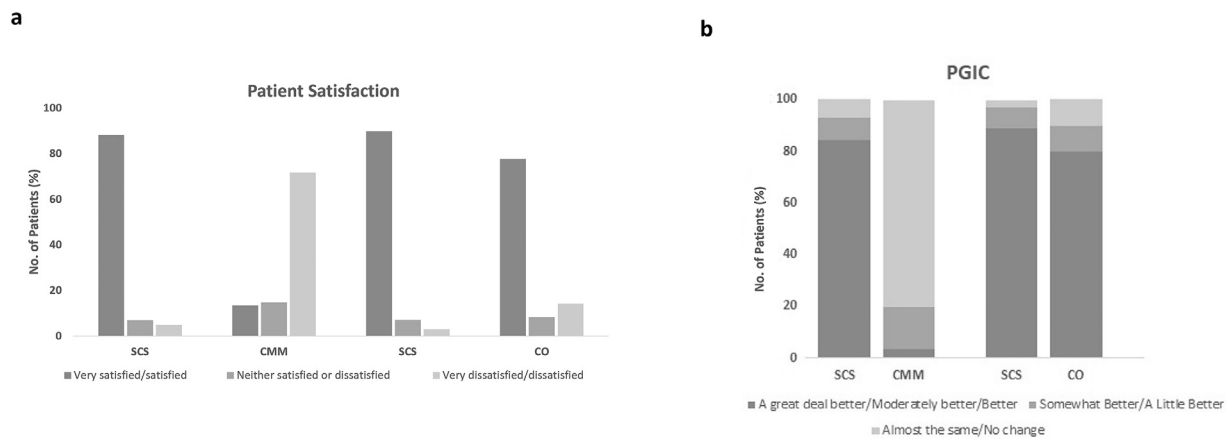 a
Patient Satisfaction
No. of Patients (%)
100
80
60
40
20
0
SCS CMM SCS CO
Very satisfied/satisfied Neither satisfied or dissatisfied Very dissatisfied/dissatisfied
b
PGIC
No. of Patients (%)
100
80
60
40
20
0
SCS CMM SCS CO
A great deal better/Moderately better/Better Somewhat Better/A Little Better
Almost the same/No change